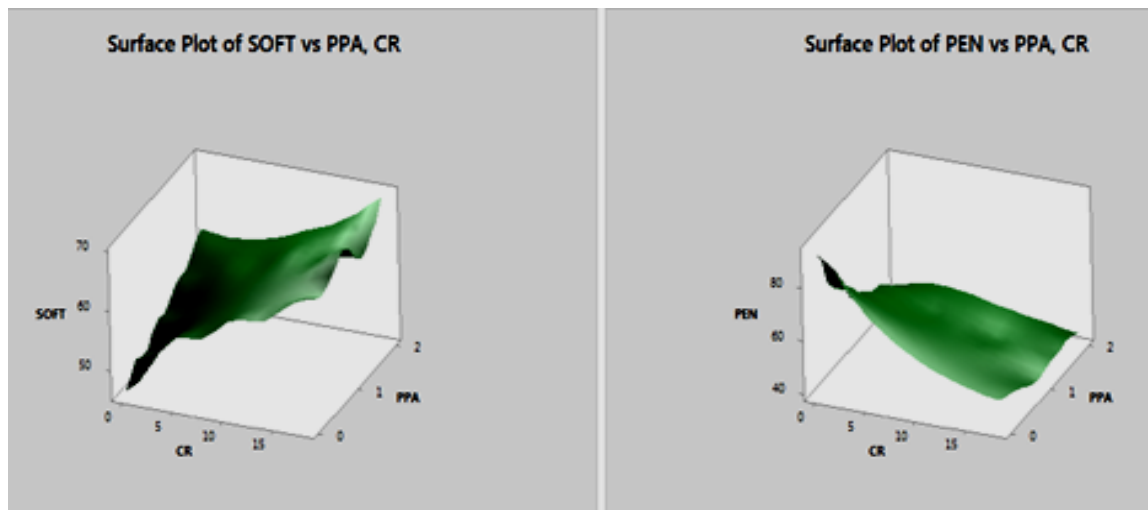 Surface Plot of SOFT vs PPA, CR
70
60
SOFT
50
0
5
10
15
CR
0
1
2
PPA
Surface Plot of PEN vs PPA, CR
80
PEN
60
40
0
5
10
15
CR
0
1
2
PPA